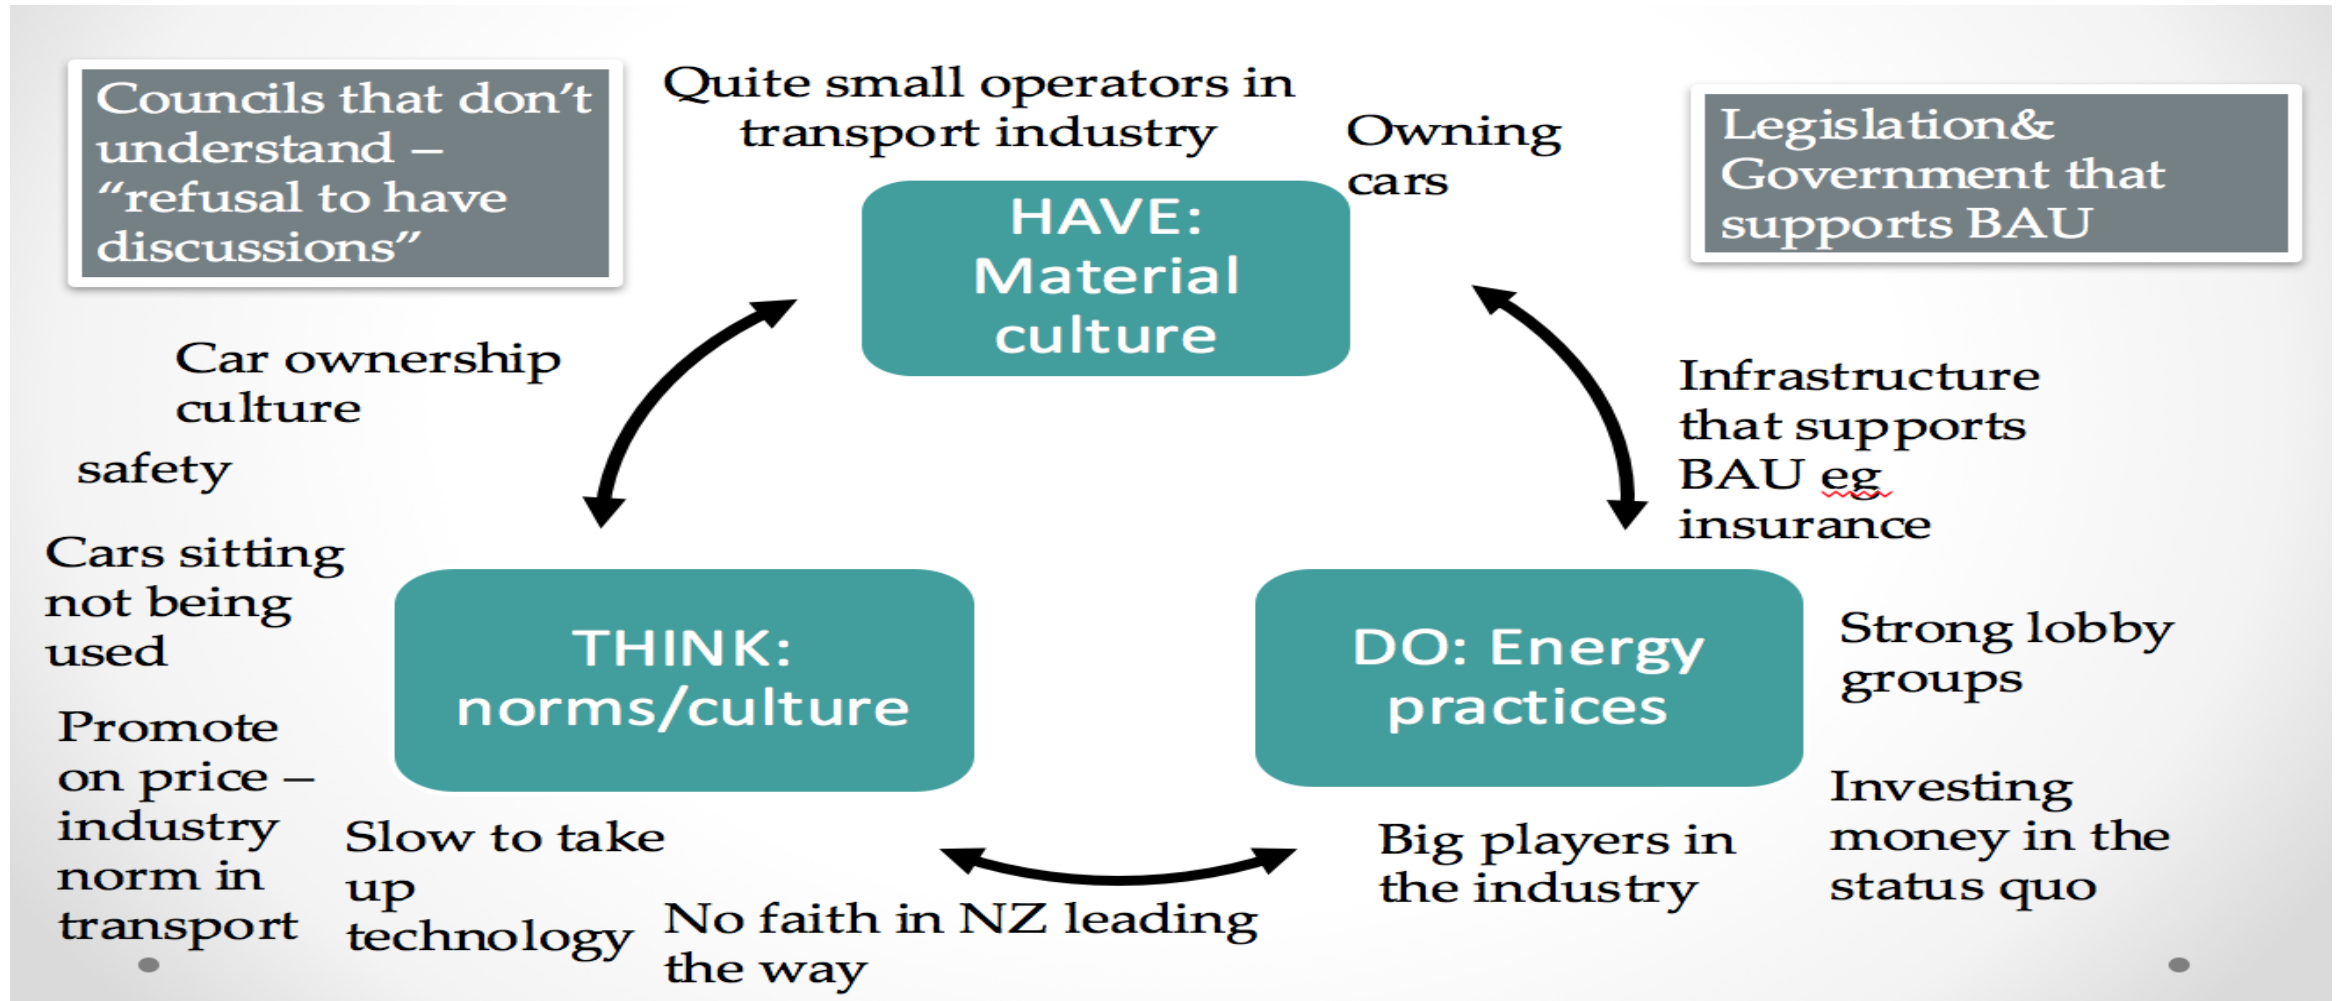 Councils that don’t
understand –
“refusal to have
discussions”
Quite small operators in
transport industry
Owning
cars
Legislation&
Government that
supports BAU
HAVE:
Material
culture
Car ownership
culture
safety
Infrastructure
that supports
BAU eg
insurance
Cars sitting
not being
used
THINK:
norms/culture
DO: Energy
practices
Strong lobby
groups
Promote
on price –
industry
norm in
transport
Slow to take
up
technology
No faith in NZ leading
the way
Big players in
the industry
Investing
money in the
status quo